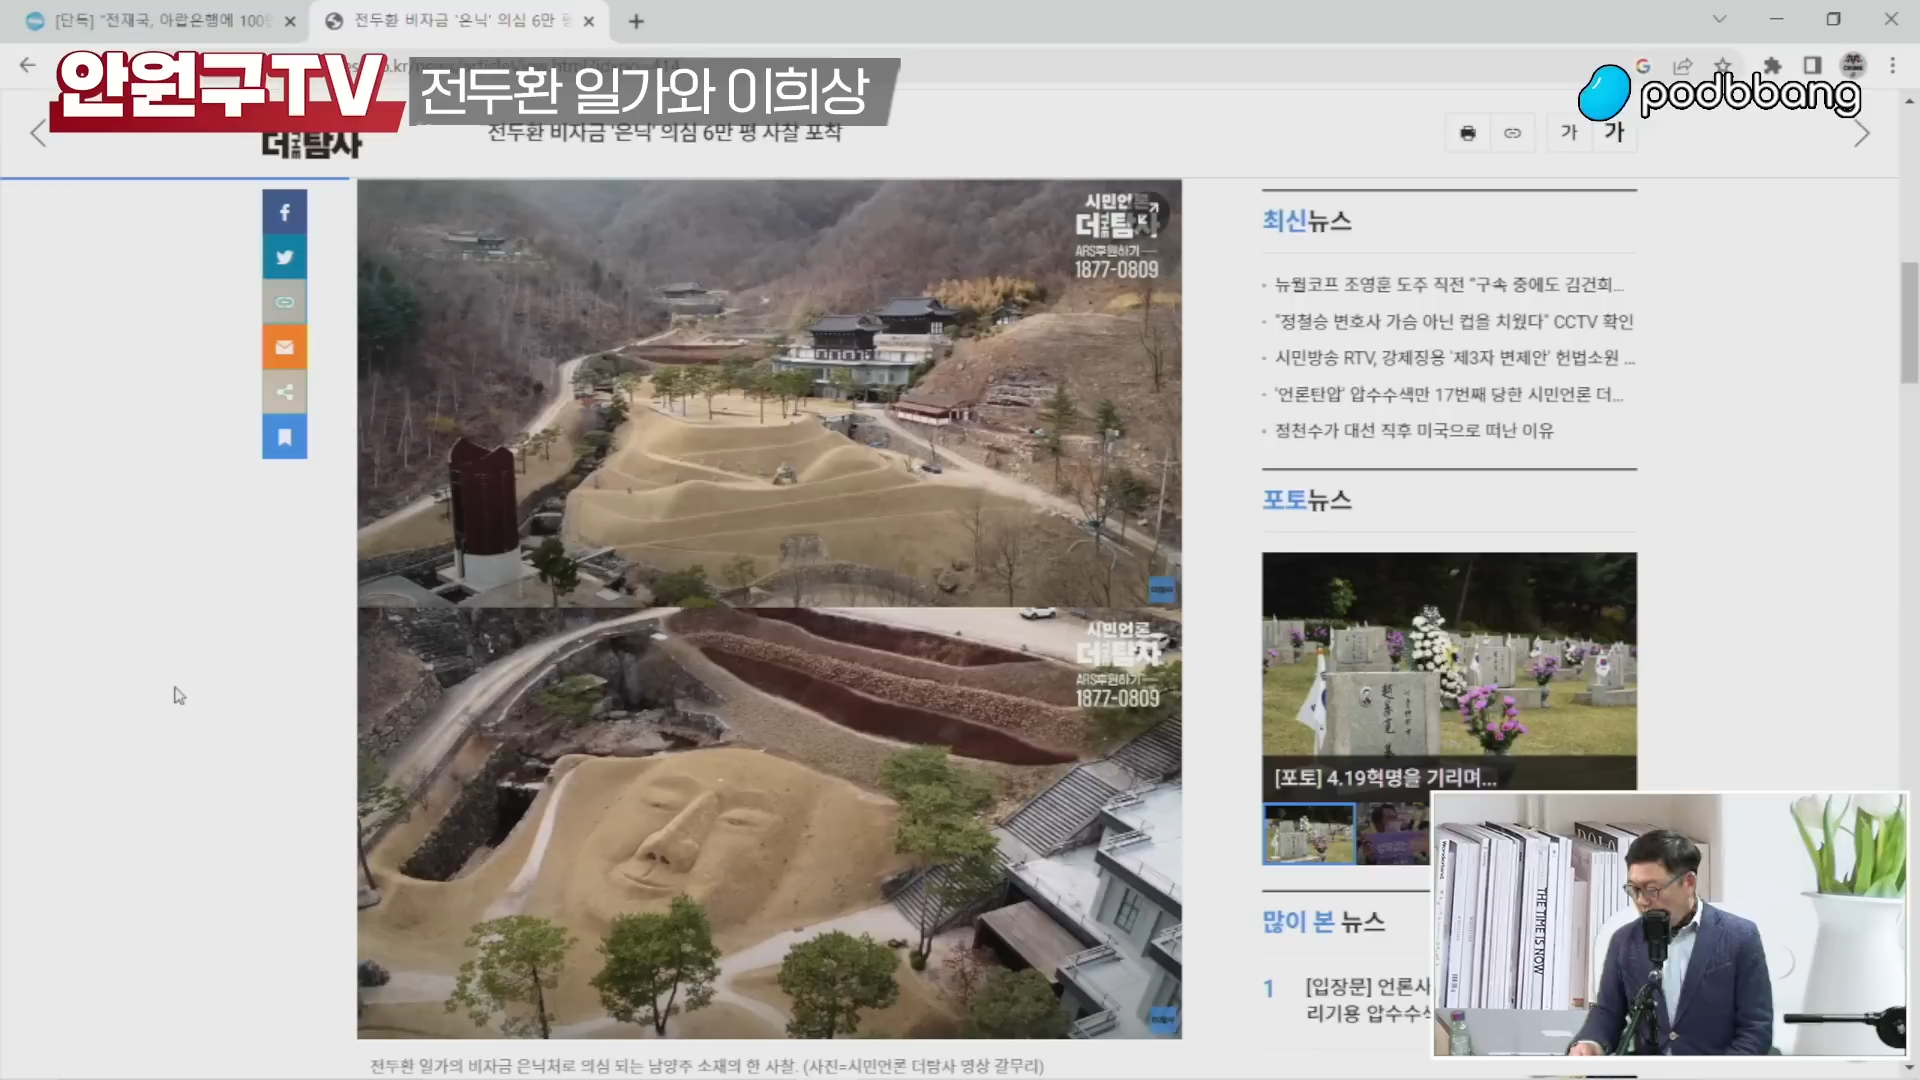 [단독] "전재국, 아랍은행에 100
전두환 비자금 '은닉' 의심 6만
안원구TV
전두환 일가와 이희상
podbbang
더탐사
전두환 비자금 '은닉' 의심 6만 평 사찰 포착
가
가
시민언론
더탐사
ARS후원하기
1877-0809
시민언론
더탐사
ARS후원하기
1877-0809
전두환 일가의 비자금 은닉처로 의심 되는 남양주 소재의 한 사찰. (사진=시민언론 더탐사 영상 갈무리)
최신뉴스
뉴월코프 조영훈 도주 직전 "구속 중에도 김건희...
"정철승 변호사 가슴 아닌 컵을 치웠다" CCTV 확인
시민방송 RTV, 강제징용 '제3자 변제안' 헌법소원 ...
'언론탄압' 압수수색만 17번째 당한 시민언론 더...
정천수가 대선 직후 미국으로 떠난 이유
포토뉴스
[포토] 4.19혁명을 기리며...
많이 본 뉴스
1
[입장문] 언론사
리기용 압수수색
THE TIME IS NOW